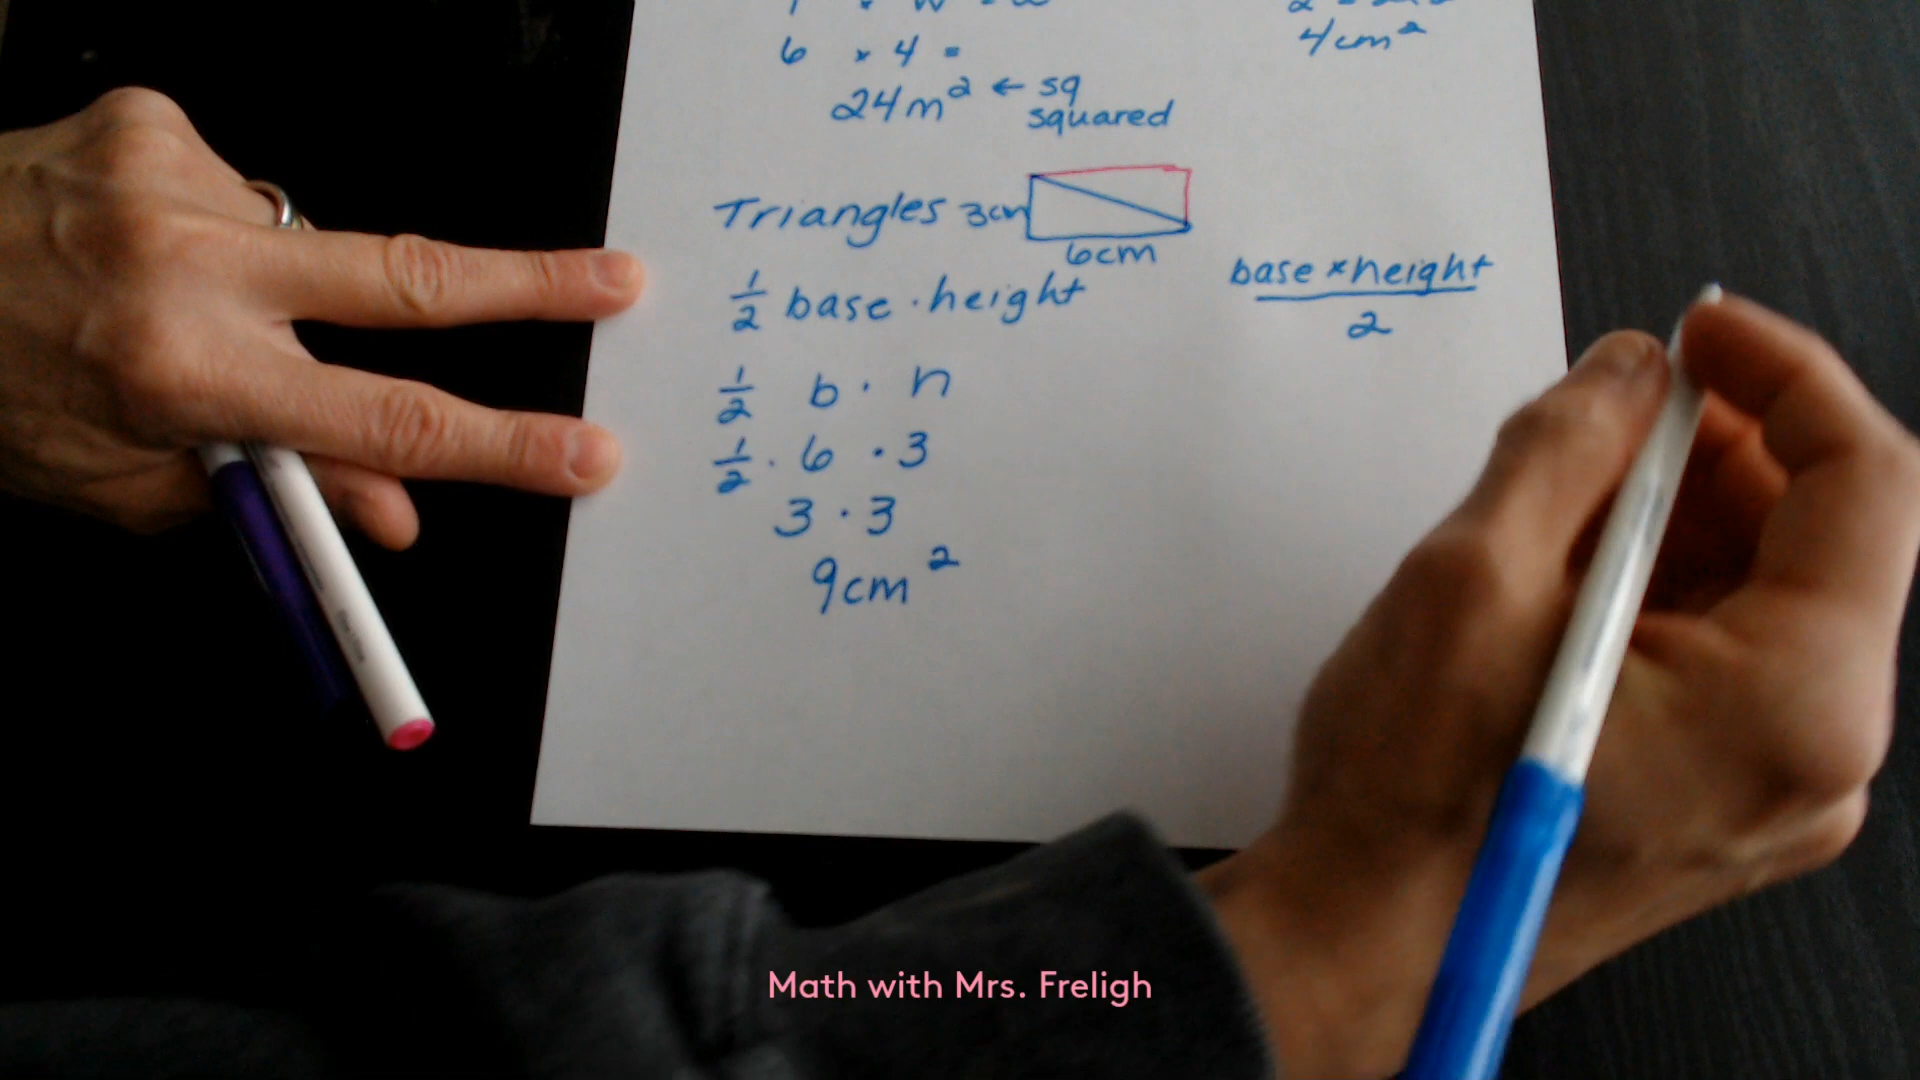 6 × 4 =
4cm²
24m² ← sq
squared
Triangles 3cm
6cm
1/2 base · height
base × height
2
1/2 b · h
1/2 · 6 · 3
3 · 3
9cm²
Math with Mrs. Freligh